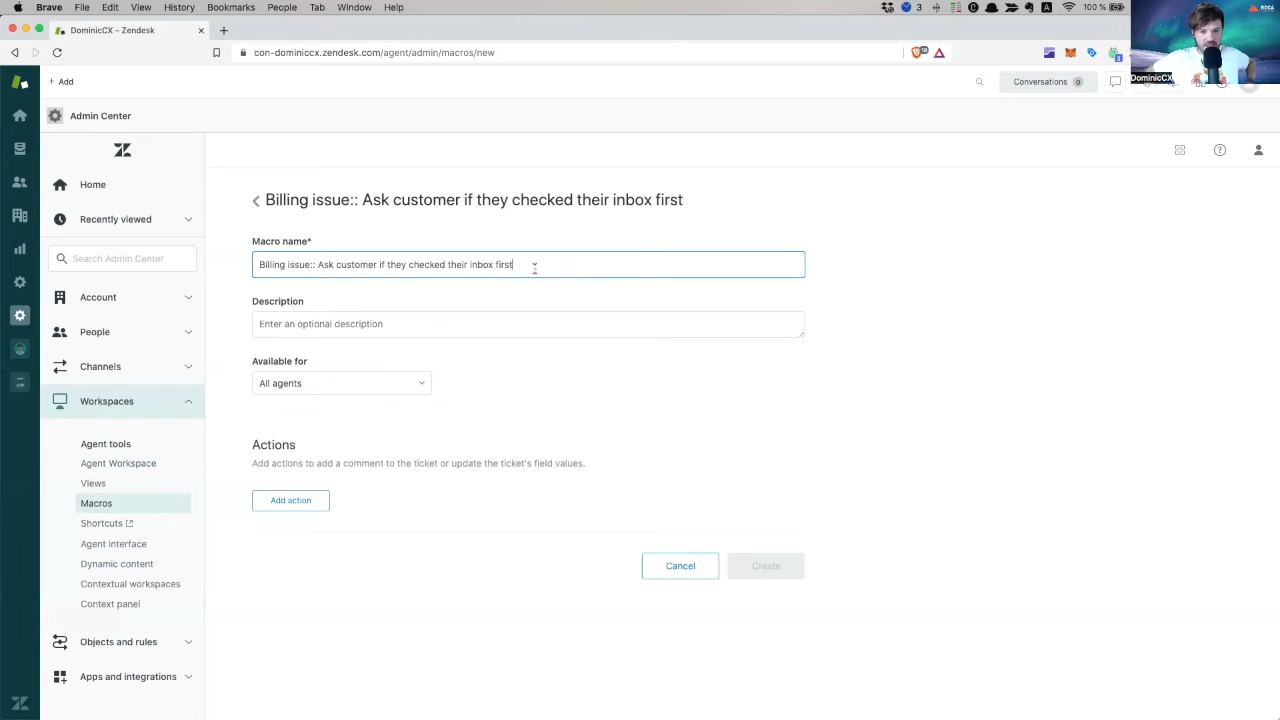 Brave File Edit View History Bookmarks People Tab Window Help
3
A
100 %
ROCA
DominicCX – Zendesk
con-dominiccx.zendesk.com/agent/admin/macros/new
DominicCX
+ Add
Conversations 0
Admin Center
Home
Recently viewed
Search Admin Center
Account
People
Channels
Workspaces
Agent tools
Agent Workspace
Views
Macros
Shortcuts
Agent interface
Dynamic content
Contextual workspaces
Context panel
Objects and rules
Apps and integrations
Billing issue:: Ask customer if they checked their inbox first
Macro name*
Billing issue:: Ask customer if they checked their inbox first
Description
Enter an optional description
Available for
All agents
Actions
Add actions to add a comment to the ticket or update the ticket's field values.
Add action
Cancel
Create